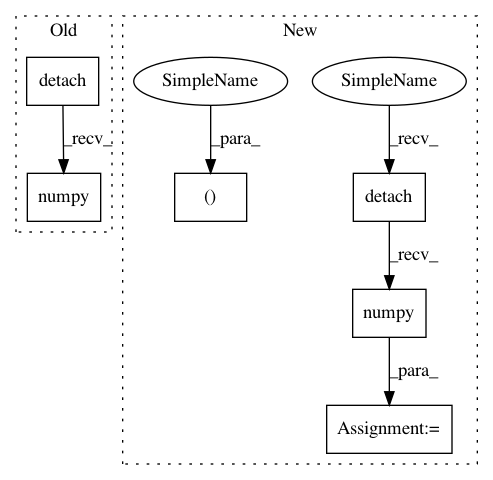 Old
New
detach
SimpleName
SimpleName
_recv_
_para_
_recv_
numpy
()
detach
_recv_
numpy
_para_
Assignment:=